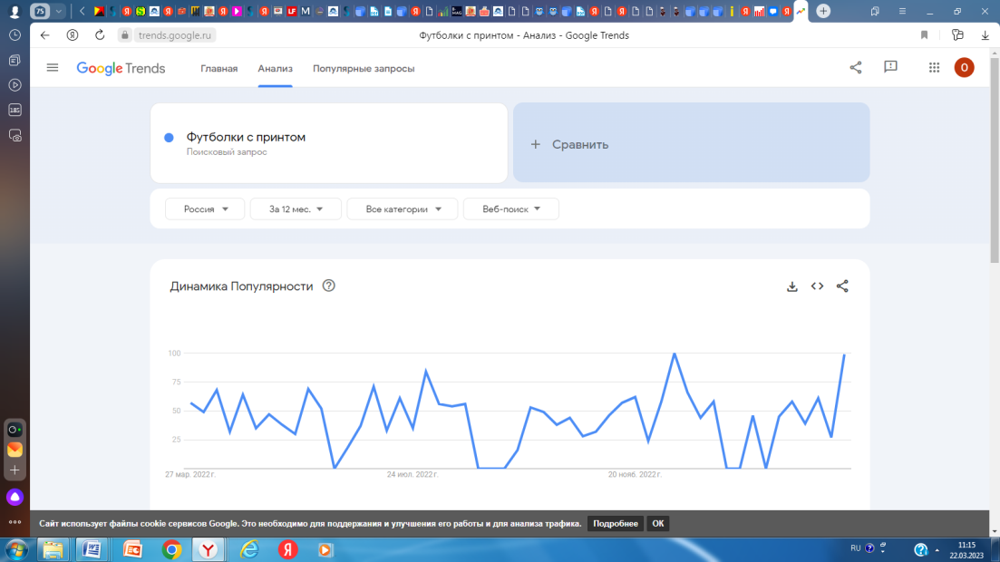 75
Я
trends.google.ru
Футболки с принтом - Анализ - Google Trends
Google Trends
Главная
Анализ
Популярные запросы
О
185
Футболки с принтом
Поисковый запрос
+ Сравнить
Россия
За 12 мес.
Все категории
Веб-поиск
Динамика Популярности
100
75
50
25
27 мар. 2022 г.
24 июл. 2022 г.
20 нояб. 2022 г.
Сайт использует файлы cookie сервисов Google. Это необходимо для поддержания и улучшения его работы и для анализа трафика.
Подробнее
ОК
RU
11:15
22.03.2023